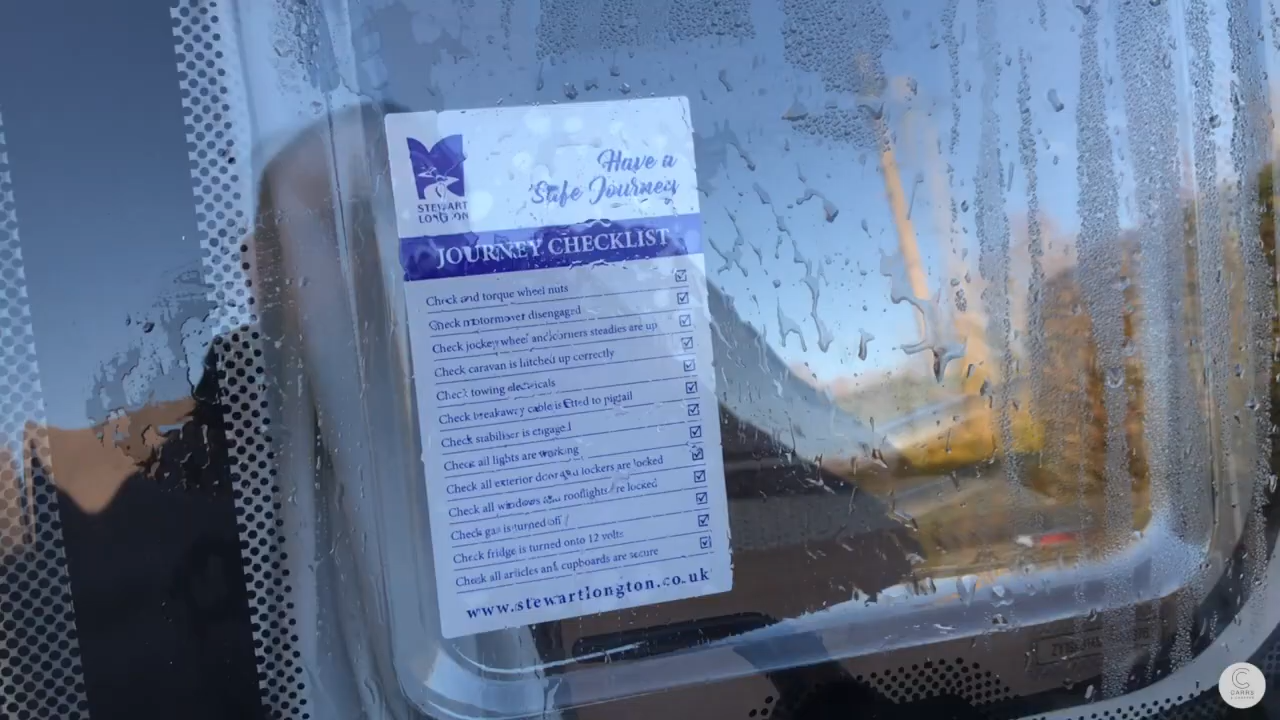 STEWART
LONGTON
Have a
Safe Journey
JOURNEY CHECKLIST
Check and torque wheel nuts
Check motormover disengaged
Check jockey wheel and corners steadies are up
Check caravan is hitched up correctly
Check towing electricals
Check breakaway cable is fitted to pigtail
Check stabiliser is engaged
Check all lights are working
Check all exterior door and lockers are locked
Check all windows and rooflights are locked
Check gas is turned off
Check fridge is turned onto 12 volts
Check all articles and cupboards are secure
www.stewartlongton.co.uk
C
CARRS